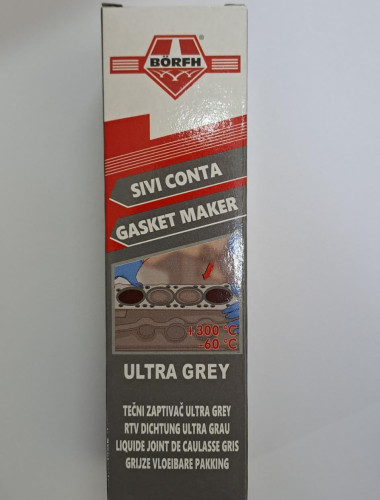 BÖRFH
®
SIVI CONTA
GASKET MAKER
+300 °C
-60 °C
ULTRA GREY
TEČNI ZAPTIVAČ ULTRA GREY
RTV DICHTUNG ULTRA GRAU
LIQUIDE JOINT DE CAULASSE GRIS
GRIJZE VLOEIBARE PAKKING